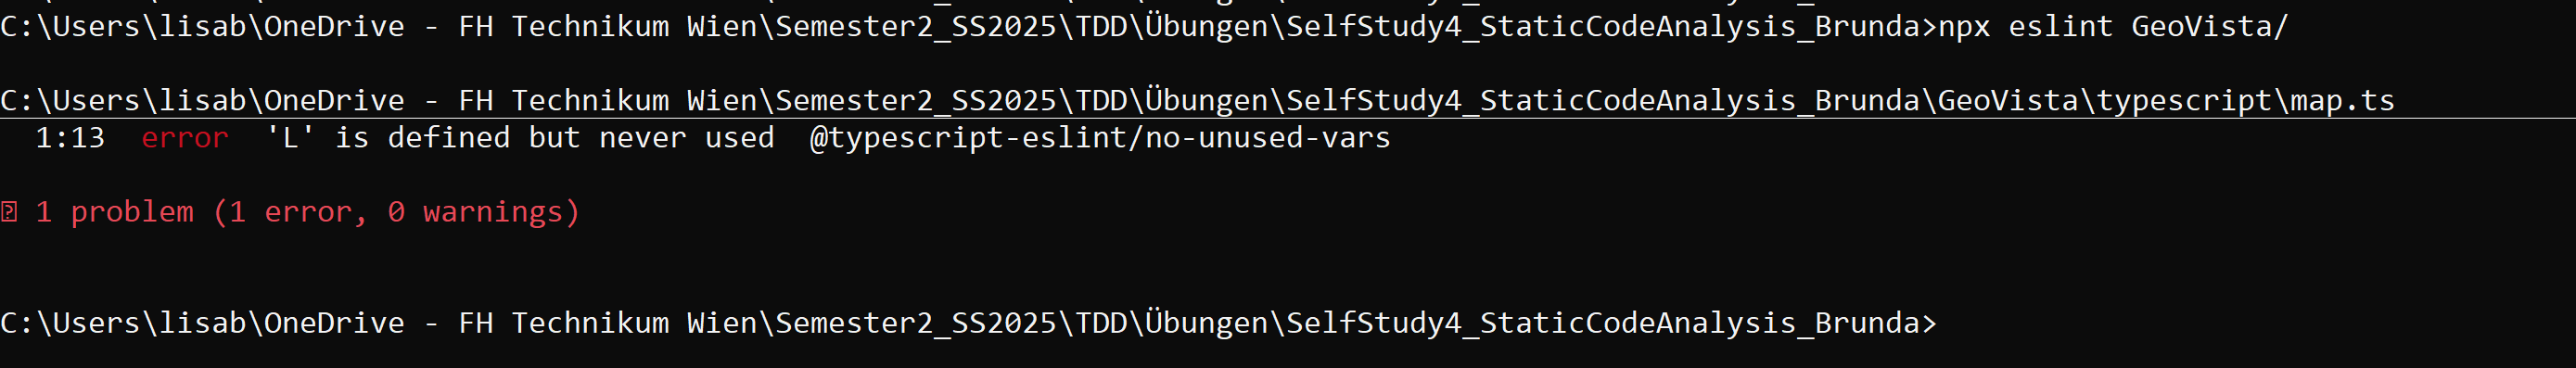 C:\Users\lisab\OneDrive - FH Technikum Wien\Semester2_SS2025\TDD\Übungen\SelfStudy4_StaticCodeAnalysis_Brunda>npx eslint GeoVista/
C:\Users\lisab\OneDrive - FH Technikum Wien\Semester2_SS2025\TDD\Übungen\SelfStudy4_StaticCodeAnalysis_Brunda\GeoVista\typescript\map.ts
1:13  error  'L' is defined but never used  @typescript-eslint/no-unused-vars
1 problem (1 error, 0 warnings)
C:\Users\lisab\OneDrive - FH Technikum Wien\Semester2_SS2025\TDD\Übungen\SelfStudy4_StaticCodeAnalysis_Brunda>